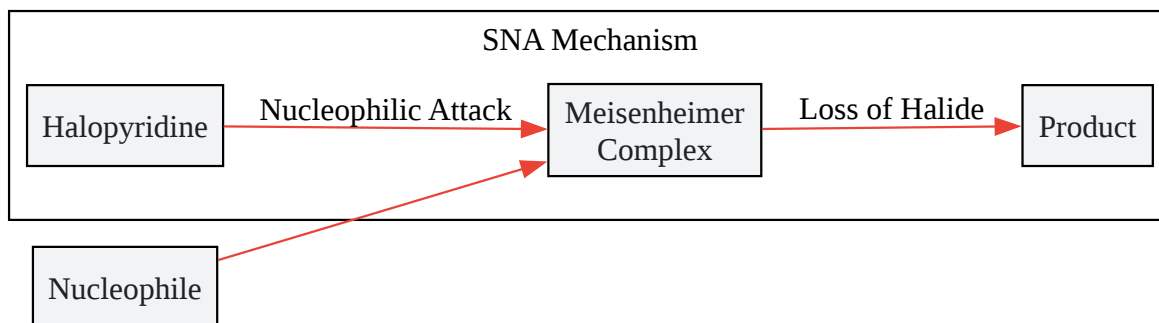 SNA Mechanism
Halopyridine
Nucleophilic Attack
Meisenheimer
Complex
Loss of Halide
Product
Nucleophile